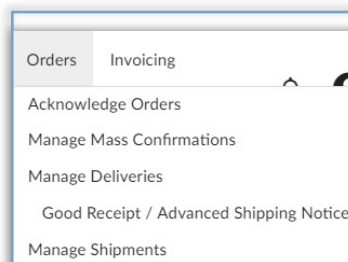 Orders Invoicing
Acknowledge Orders
Manage Mass Confirmations
Manage Deliveries
Good Receipt / Advanced Shipping Notice
Manage Shipments